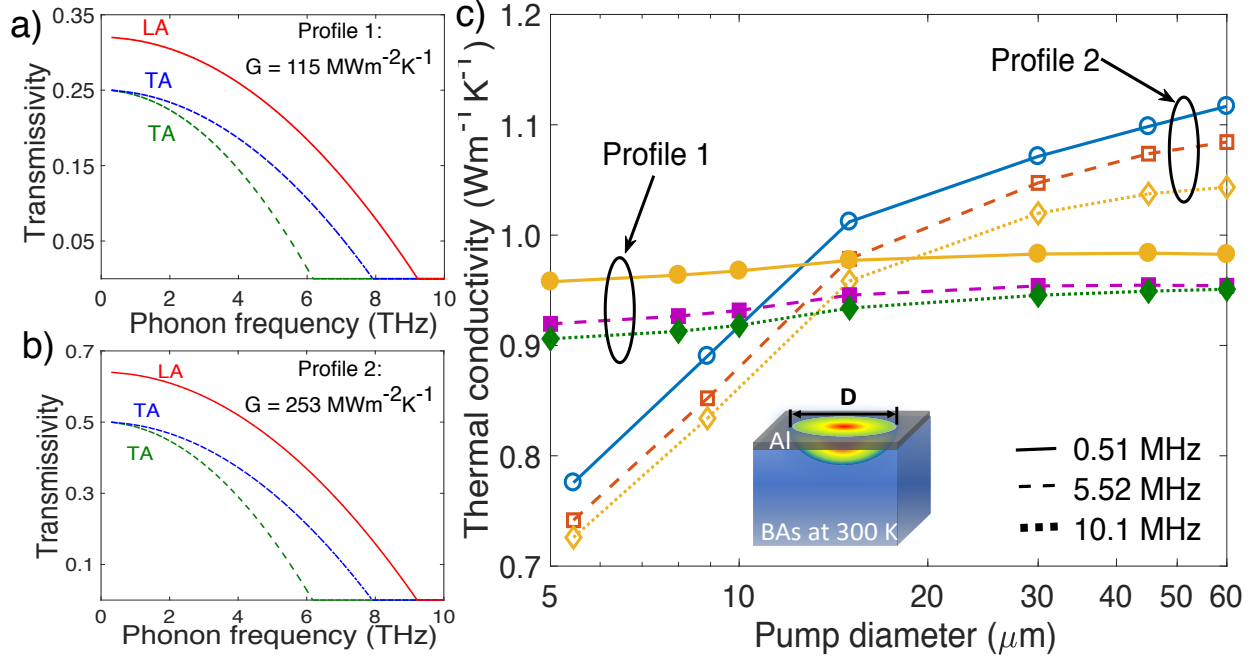 a)
0.35
0.25
0.15
0.05
Transmissivity
LA
TA
TA
Profile 1:
G = 115 MWm⁻²K⁻¹
0 2 4 6 8 10
Phonon frequency (THz)
b)
0.7
0.5
0.3
0.1
Transmissivity
LA
TA
TA
Profile 2:
G = 253 MWm⁻²K⁻¹
0 2 4 6 8 10
Phonon frequency (THz)
c)
1.2
1.1
1.0
0.9
0.8
0.7
Thermal conductivity (Wm⁻¹ K⁻¹)
Profile 1
Profile 2
D
Al
BAs at 300 K
0.51 MHz
5.52 MHz
10.1 MHz
5 10 20 30 40 50 60
Pump diameter (μm)